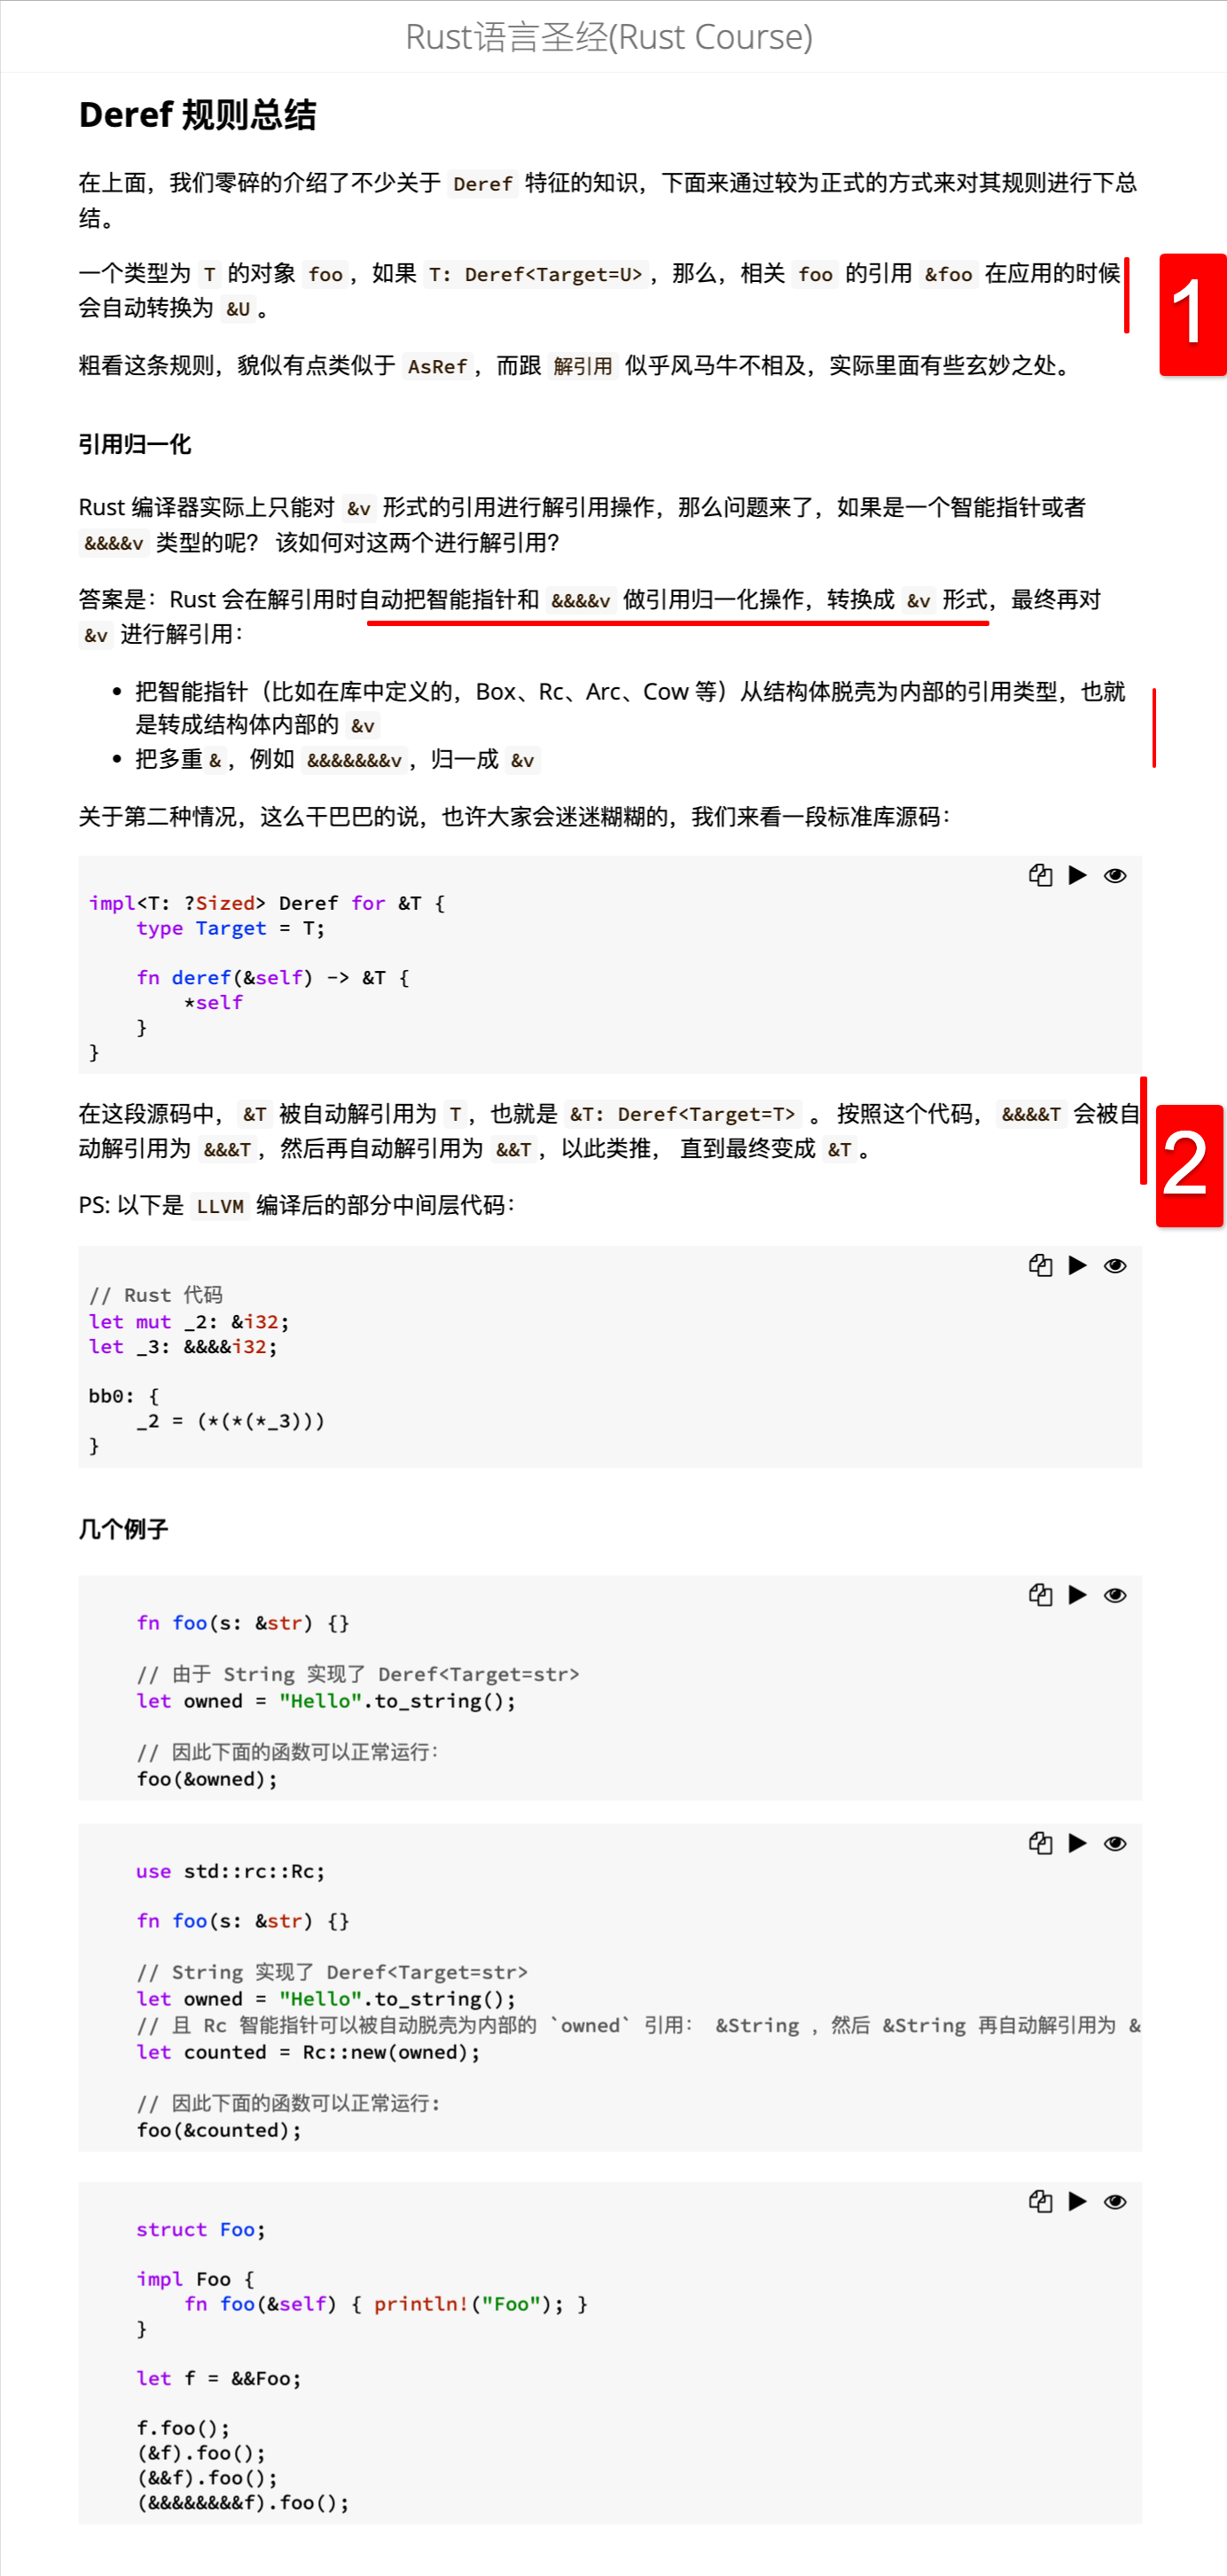 Rust语言圣经(Rust Course)
Deref 规则总结
在上面，我们零碎的介绍了不少关于 Deref 特征的知识，下面来通过较为正式的方式来对其规则进行下总
结。
一个类型为 T 的对象 foo，如果 T: Deref<Target=U>，那么，相关 foo 的引用 &foo 在应用的时候
会自动转换为 &U。
1
粗看这条规则，貌似有点类似于 AsRef，而跟 解引用 似乎风马牛不相及，实际里面有些玄妙之处。
引用归一化
Rust 编译器实际上只能对 &v 形式的引用进行解引用操作，那么问题来了，如果是一个智能指针或者
&&&&v 类型的呢？ 该如何对这两个进行解引用？
答案是：Rust 会在解引用时自动把智能指针和 &&&&v 做引用归一化操作，转换成 &v 形式，最终再对
&v 进行解引用：
• 把智能指针（比如在库中定义的，Box、Rc、Arc、Cow 等）从结构体脱壳为内部的引用类型，也就
是转成结构体内部的 &v
• 把多重&，例如 &&&&&&&v，归一成 &v
关于第二种情况，这么干巴巴的说，也许大家会迷迷糊糊的，我们来看一段标准库源码：
impl<T: ?Sized> Deref for &T {
    type Target = T;
    fn deref(&self) -> &T {
        *self
    }
}
在这段源码中，&T 被自动解引用为 T，也就是 &T: Deref<Target=T> 。 按照这个代码，&&&&T 会被自
动解引用为 &&&T，然后再自动解引用为 &&T，以此类推， 直到最终变成 &T。
2
PS: 以下是 LLVM 编译后的部分中间层代码：
// Rust 代码
let mut _2: &i32;
let _3: &&&&i32;
bb0: {
    _2 = (*(*(*_3)))
}
几个例子
    fn foo(s: &str) {}
    // 由于 String 实现了 Deref<Target=str>
    let owned = "Hello".to_string();
    // 因此下面的函数可以正常运行：
    foo(&owned);
    use std::rc::Rc;
    fn foo(s: &str) {}
    // String 实现了 Deref<Target=str>
    let owned = "Hello".to_string();
    // 且 Rc 智能指针可以被自动脱壳为内部的 `owned` 引用： &String ，然后 &String 再自动解引用为 &
    let counted = Rc::new(owned);
    // 因此下面的函数可以正常运行:
    foo(&counted);
    struct Foo;
    impl Foo {
        fn foo(&self) { println!("Foo"); }
    }
    let f = &&Foo;
    f.foo();
    (&f).foo();
    (&&f).foo();
    (&&&&&&&&f).foo();